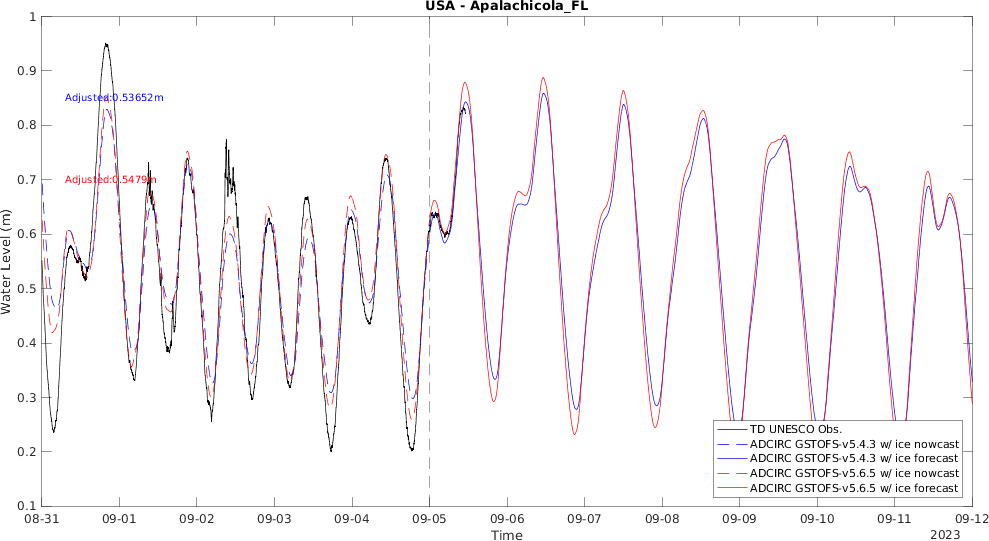 USA - Apalachicola_FL
1
0.9
0.8
0.7
0.6
0.5
0.4
0.3
0.2
0.1
Water Level (m)
Adjusted:0.53652m
Adjusted:0.5479m
TD UNESCO Obs.
ADCIRC GSTOFS-v5.4.3 w/ ice nowcast
ADCIRC GSTOFS-v5.4.3 w/ ice forecast
ADCIRC GSTOFS-v5.6.5 w/ ice nowcast
ADCIRC GSTOFS-v5.6.5 w/ ice forecast
08-31 09-01 09-02 09-03 09-04 09-05 09-06 09-07 09-08 09-09 09-10 09-11 09-12
Time
2023